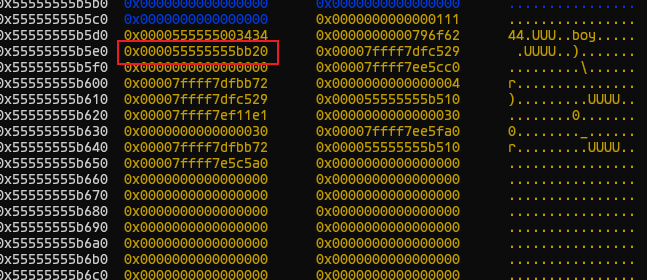 0x55555555b5b0 0x0000000000000000 0x0000000000000000 ................
0x55555555b5c0 0x0000000000000000 0x0000000000000111 ................
0x55555555b5d0 0x0000555555003434 0x0000000000796f62 44.UUU..boy.....
0x55555555b5e0 0x000055555555bb20 0x00007ffff7dfc529  .UUUU..).......
0x55555555b5f0 0x0000000000000000 0x00007ffff7ee5cc0 .........\......
0x55555555b600 0x00007ffff7dfbb72 0x0000000000000004 r...............
0x55555555b610 0x00007ffff7dfc529 0x000055555555b510 ).........UUUU..
0x55555555b620 0x00007ffff7ef11e1 0x0000000000000030 ........0.......
0x55555555b630 0x0000000000000030 0x00007ffff7ee5fa0 0........_......
0x55555555b640 0x00007ffff7dfbb72 0x000055555555b510 r.........UUUU..
0x55555555b650 0x00007ffff7e5c5a0 0x0000000000000000 ................
0x55555555b660 0x0000000000000000 0x0000000000000000 ................
0x55555555b670 0x0000000000000000 0x0000000000000000 ................
0x55555555b680 0x0000000000000000 0x0000000000000000 ................
0x55555555b690 0x0000000000000000 0x0000000000000000 ................
0x55555555b6a0 0x0000000000000000 0x0000000000000000 ................
0x55555555b6b0 0x0000000000000000 0x0000000000000000 ................
0x55555555b6c0 0x0000000000000000 0x0000000000000000 ................